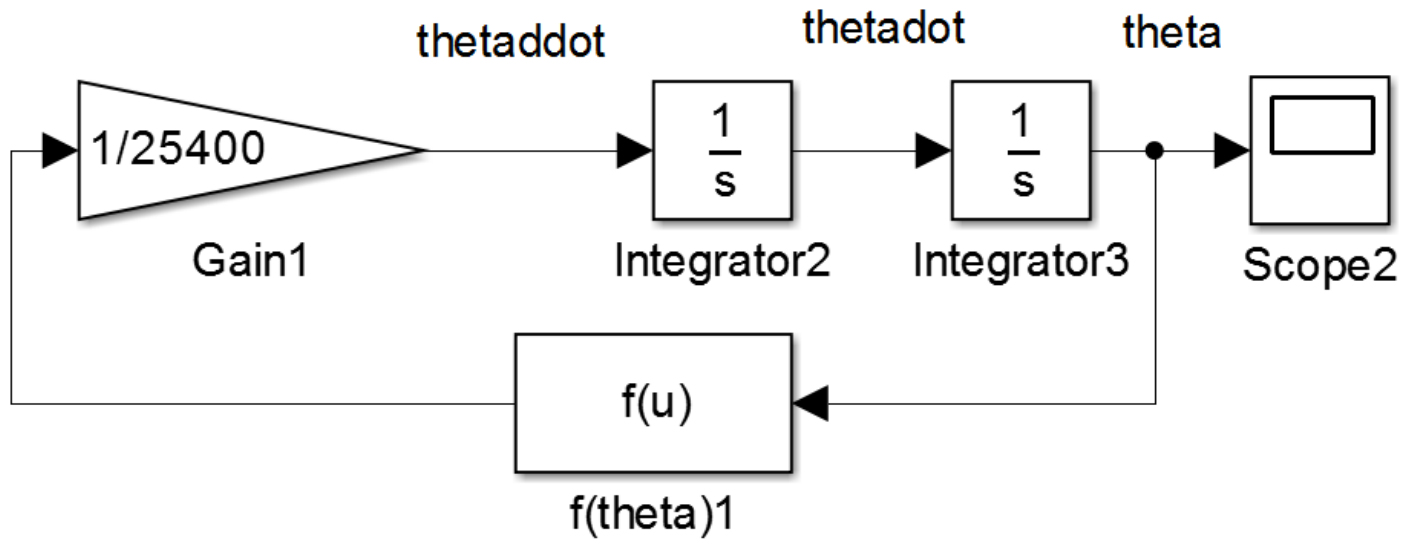 thetaddot
thetadot
theta
1/25400
1
s
1
s
Gain1
Integrator2
Integrator3
Scope2
f(u)
f(theta)1